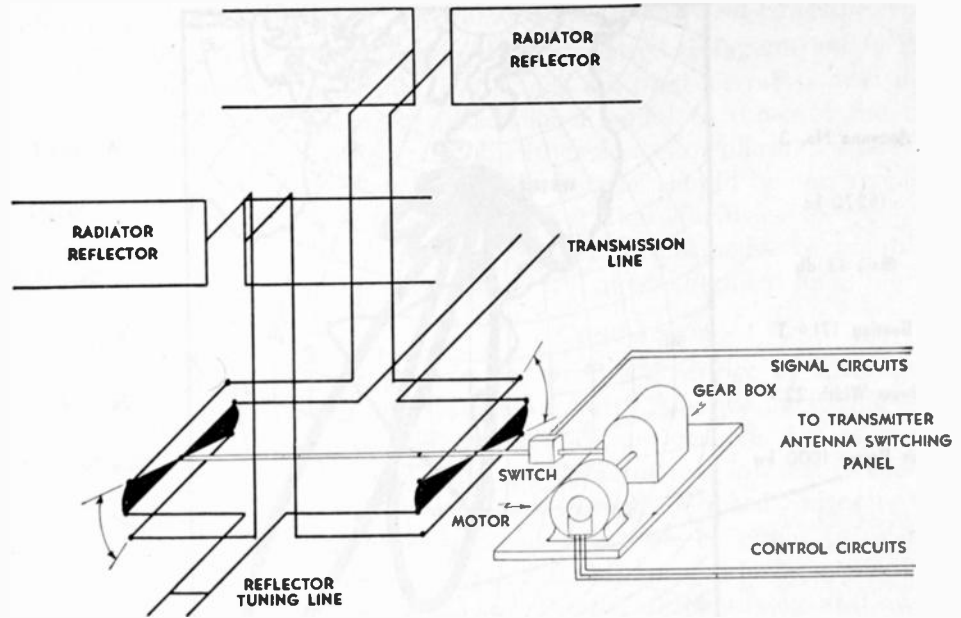 RADIATOR
REFLECTOR
RADIATOR
REFLECTOR
TRANSMISSION
LINE
SIGNAL CIRCUITS
GEAR BOX
TO TRANSMITTER
ANTENNA SWITCHING
PANEL
SWITCH
MOTOR
CONTROL CIRCUITS
REFLECTOR
TUNING LINE